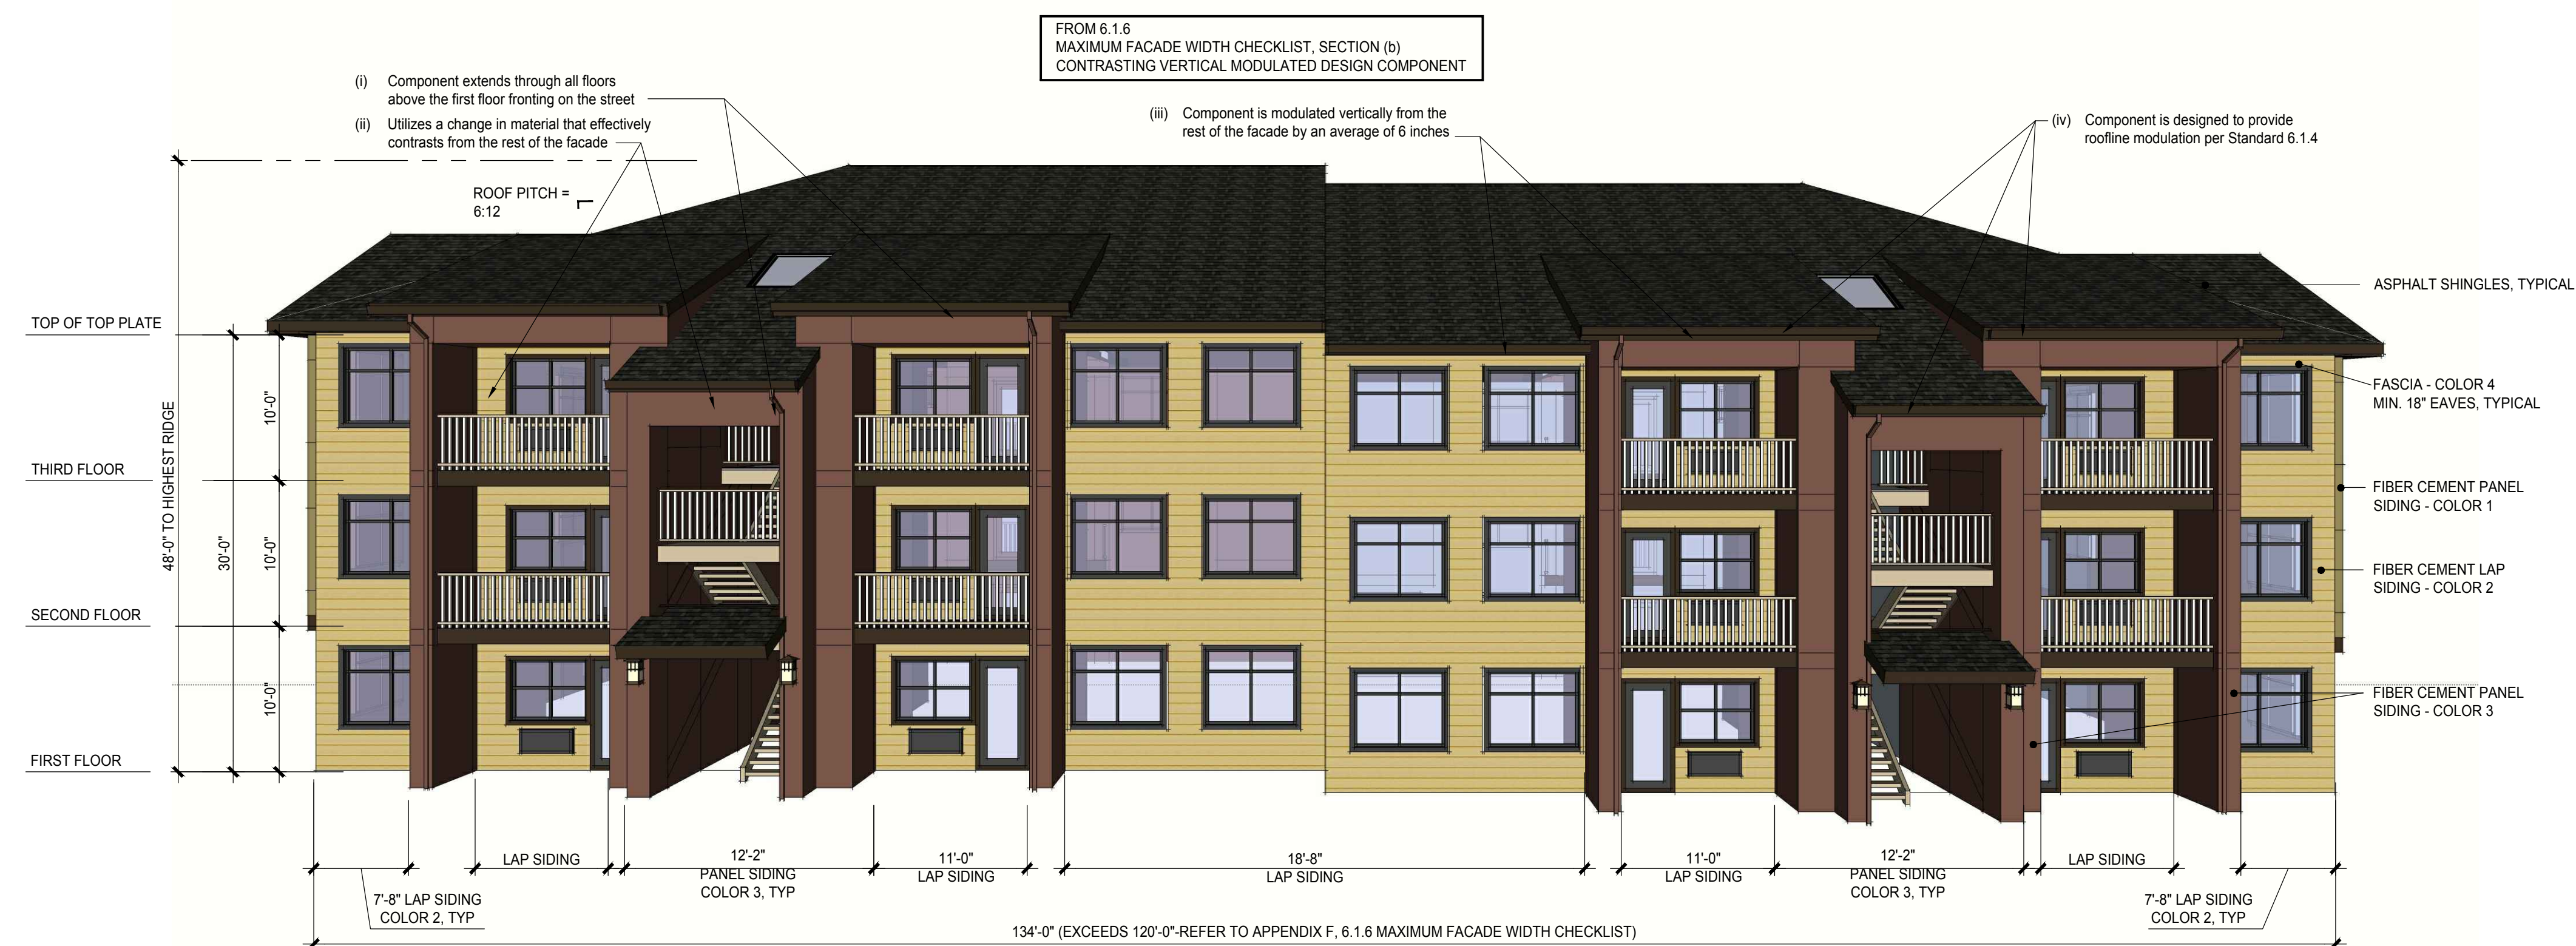 FROM 6.1.6
MAXIMUM FACADE WIDTH CHECKLIST, SECTION (b)
CONTRASTING VERTICAL MODULATED DESIGN COMPONENT
(i) Component extends through all floors
above the first floor fronting on the street
(ii) Utilizes a change in material that effectively
contrasts from the rest of the facade
(iii) Component is modulated vertically from the
rest of the facade by an average of 6 inches
(iv) Component is designed to provide
roofline modulation per Standard 6.1.4
ROOF PITCH =
6:12
TOP OF TOP PLATE
THIRD FLOOR
SECOND FLOOR
FIRST FLOOR
48'-0" TO HIGHEST RIDGE
30'-0"
10'-0"
10'-0"
10'-0"
ASPHALT SHINGLES, TYPICAL
FASCIA - COLOR 4
MIN. 18" EAVES, TYPICAL
FIBER CEMENT PANEL
SIDING - COLOR 1
FIBER CEMENT LAP
SIDING - COLOR 2
FIBER CEMENT PANEL
SIDING - COLOR 3
7'-8" LAP SIDING
COLOR 2, TYP
LAP SIDING
12'-2"
PANEL SIDING
COLOR 3, TYP
11'-0"
LAP SIDING
18'-8"
LAP SIDING
11'-0"
LAP SIDING
12'-2"
PANEL SIDING
COLOR 3, TYP
LAP SIDING
7'-8" LAP SIDING
COLOR 2, TYP
134'-0" (EXCEEDS 120'-0"-REFER TO APPENDIX F, 6.1.6 MAXIMUM FACADE WIDTH CHECKLIST)